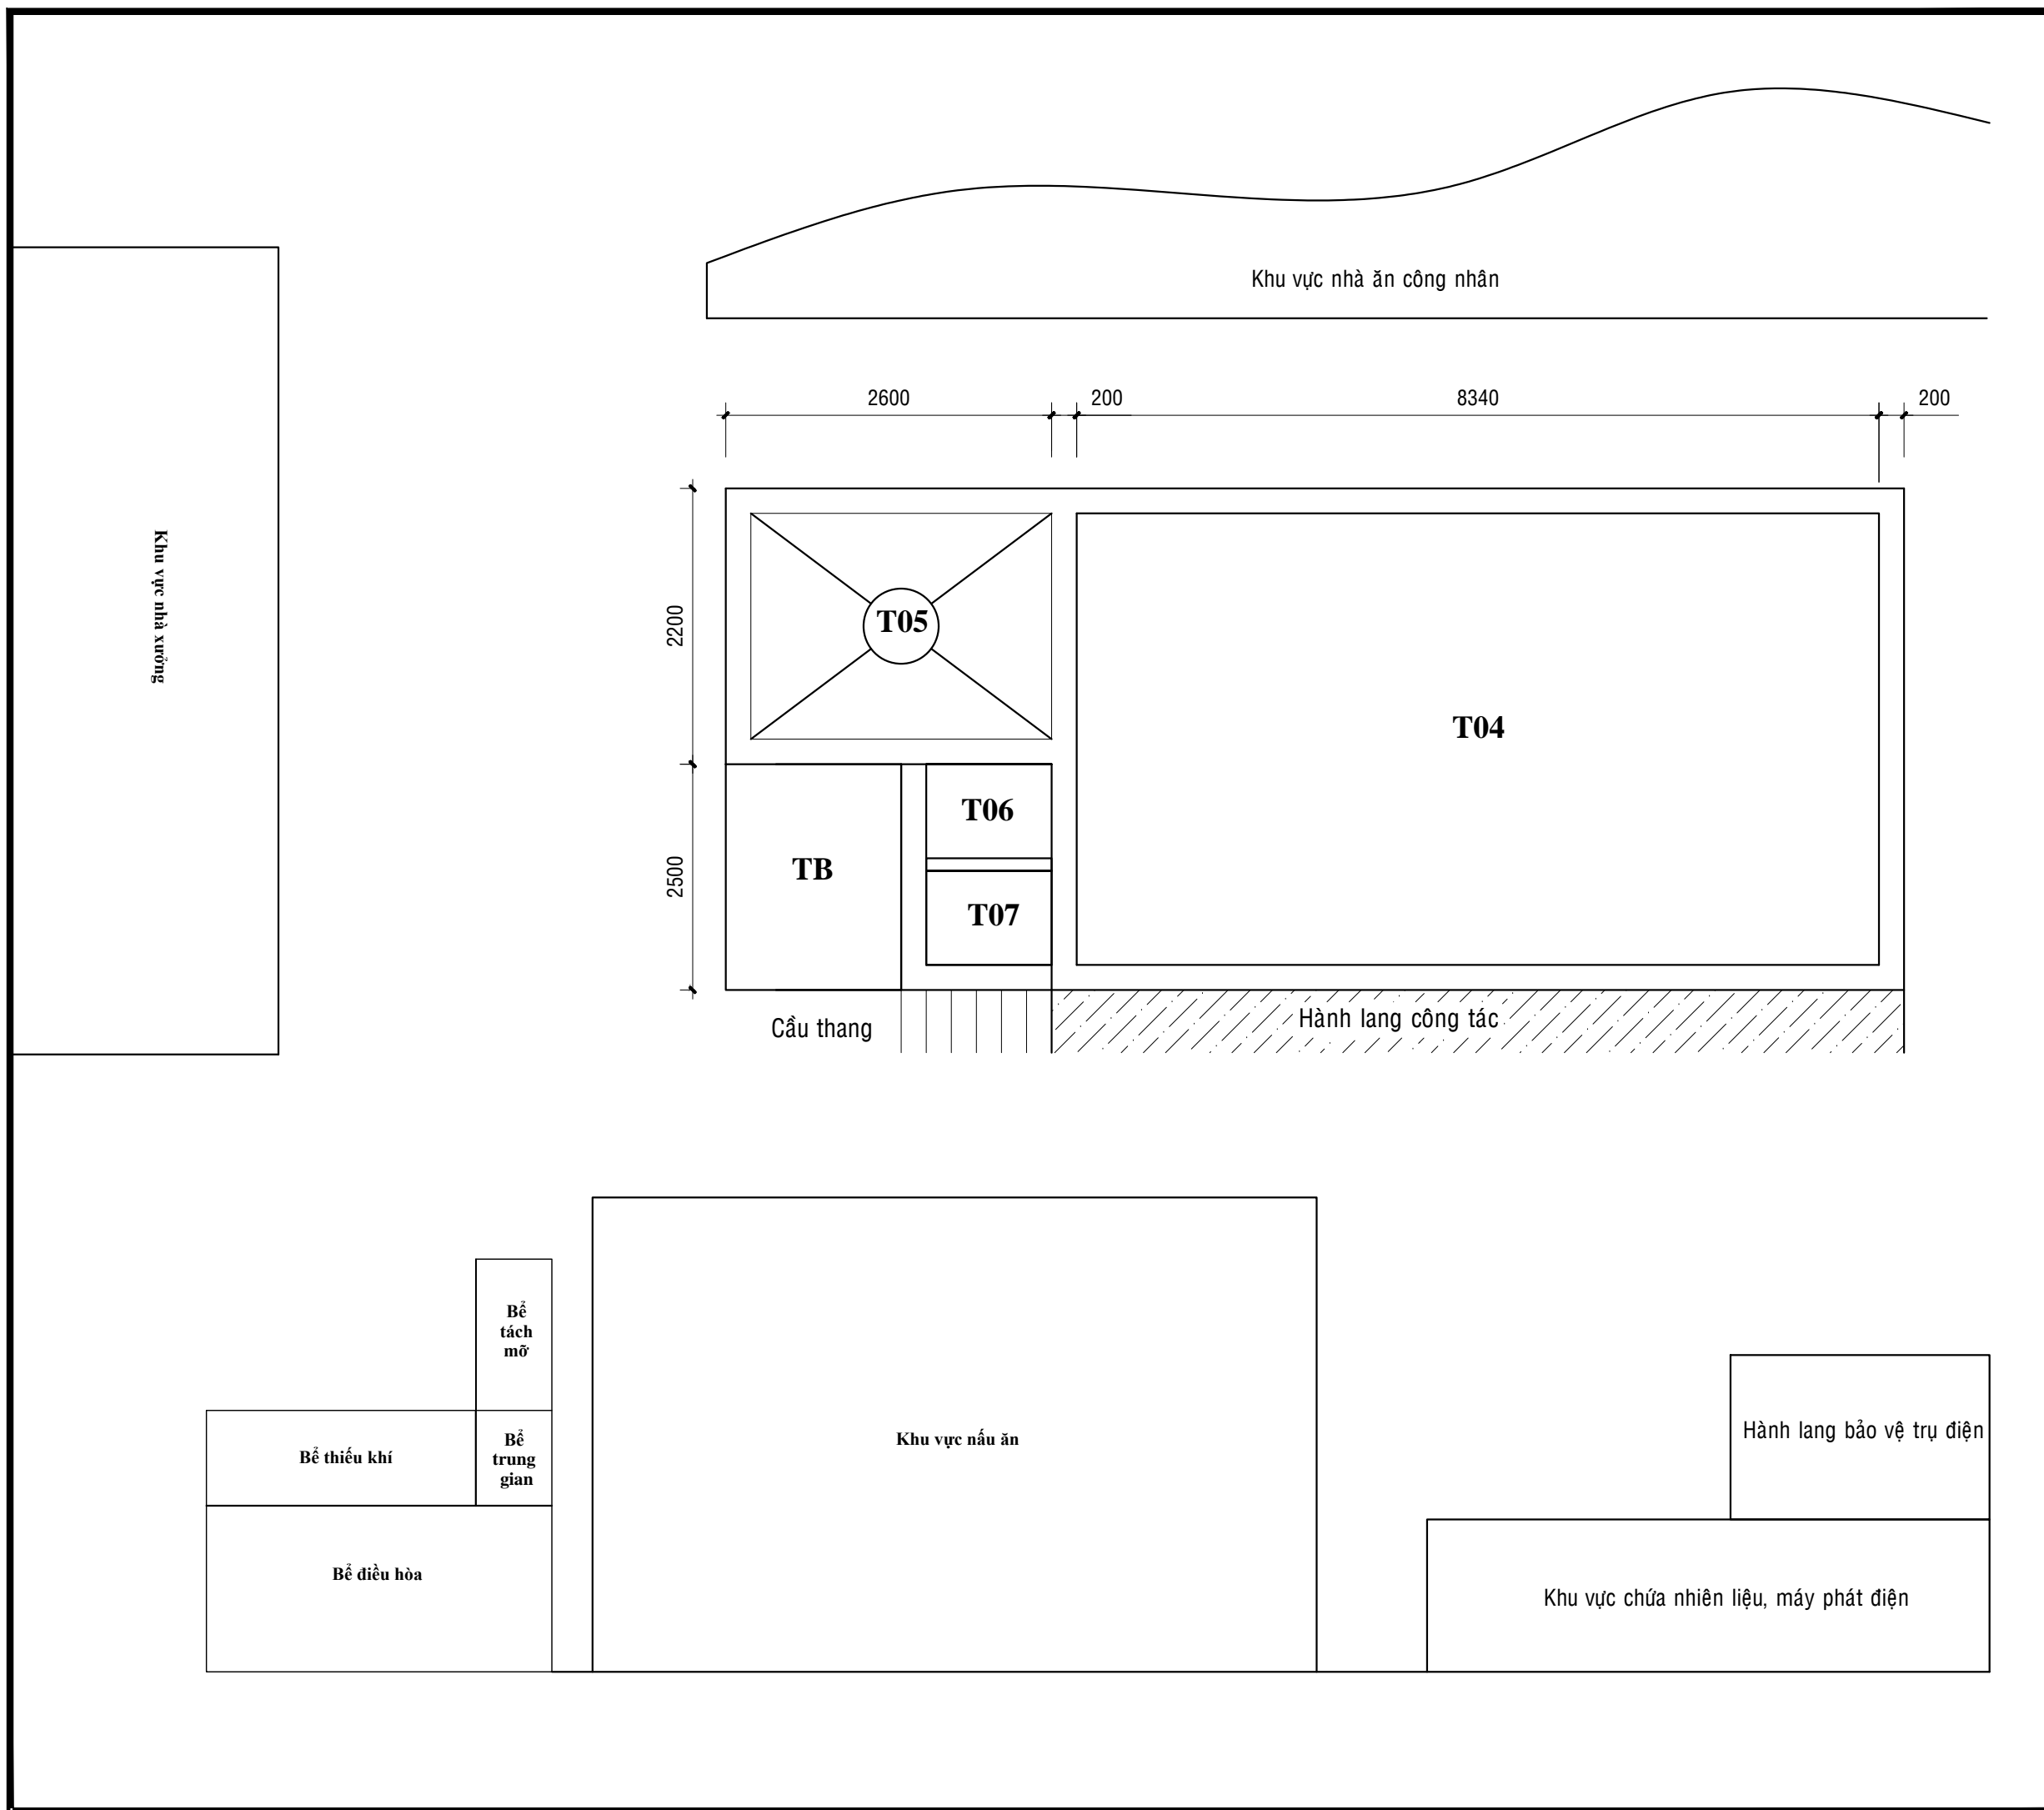 Khu vực nhà ăn công nhân
2600
200
8340
200
Khu vực nhà xưởng
2200
T05
T04
T06
2500
TB
T07
Cầu thang
Hành lang công tác
Bể
tách
mỡ
Bể thiếu khí
Bể
trung
gian
Khu vực nấu ăn
Hành lang bảo vệ trụ điện
Bể điều hòa
Khu vực chứa nhiên liệu, máy phát điện